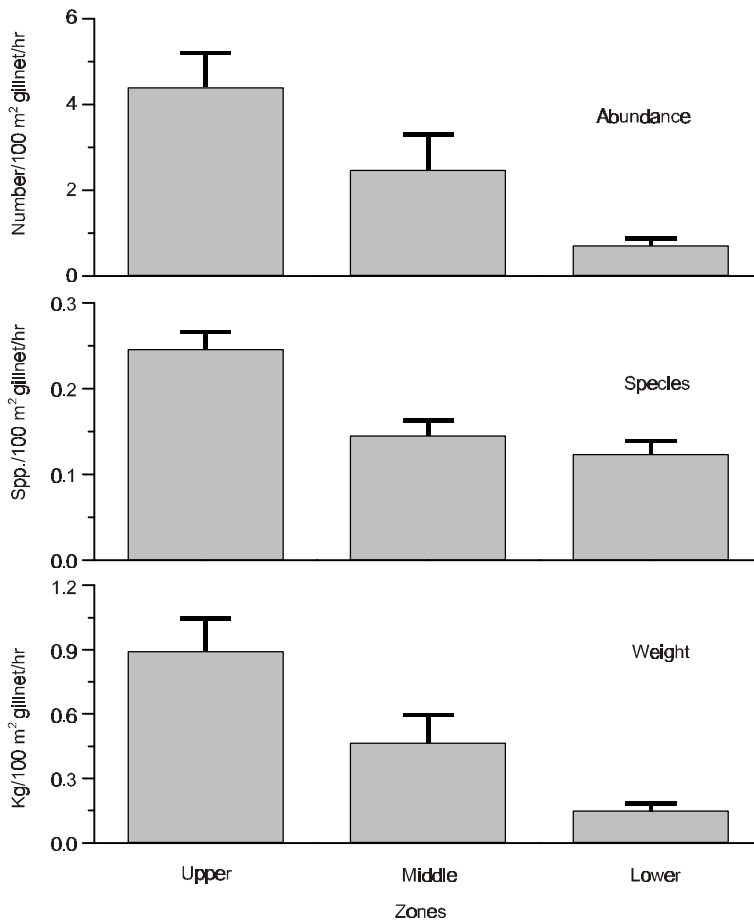 6
4
2
0
Number/100 m² gillnet/hr
Abundance
0.3
0.2
0.1
0.0
Spp./100 m² gillnet/hr
Species
1.2
0.9
0.6
0.3
0.0
Kg/100 m² gillnet/hr
Weight
Upper Middle Lower
Zones